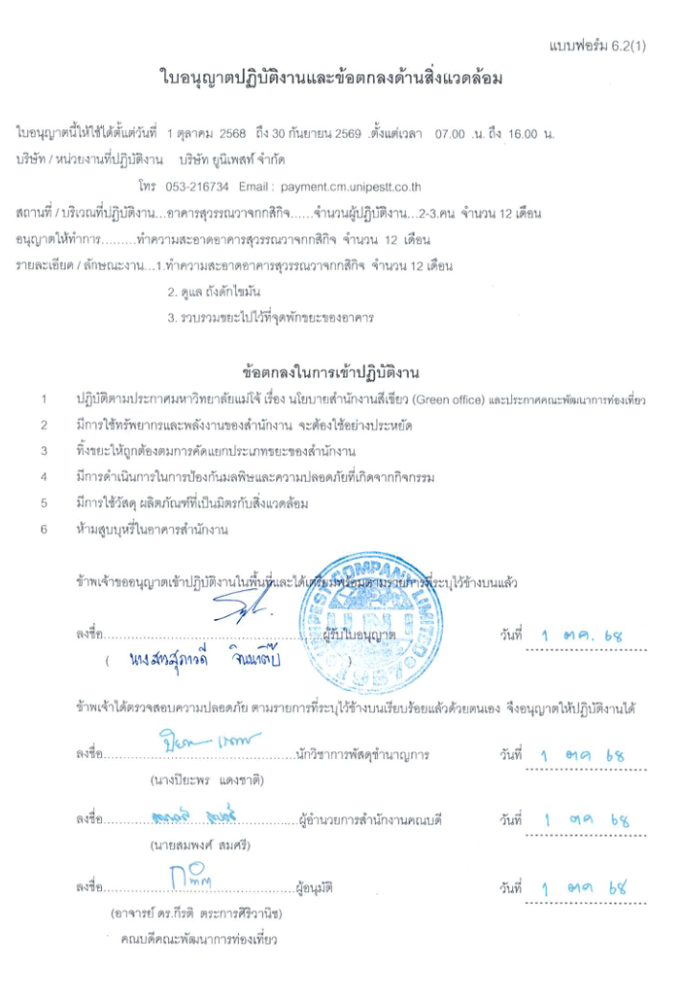 แบบฟอร์ม 6.2(1)
ใบอนุญาตปฏิบัติงานและข้อตกลงด้านสิ่งแวดล้อม
ใบอนุญาตนี้ให้ใช้ได้ตั้งแต่วันที่ 1 ตุลาคม 2568 ถึง 30 กันยายน 2569 .ตั้งแต่เวลา 07.00 .น. ถึง 16.00 น.
บริษัท / หน่วยงานที่ปฏิบัติงาน บริษัท ยูนิเพสท์ จำกัด
โทร 053-216734 Email : payment.cm.unipestt.co.th
สถานที่ / บริเวณที่ปฏิบัติงาน...อาคารสุวรรณวาจกกสิกิจ......จำนวนผู้ปฏิบัติงาน...2-3.คน จำนวน 12 เดือน
อนุญาตให้ทำการ.........ทำความสะอาดอาคารสุวรรณวาจกกสิกิจ จำนวน 12 เดือน
รายละเอียด / ลักษณะงาน...1.ทำความสะอาดอาคารสุวรรณวาจกกสิกิจ จำนวน 12 เดือน
2. ดูแล ถังดักไขมัน
3. รวบรวมขยะไปไว้ที่จุดพักขยะของอาคาร
ข้อตกลงในการเข้าปฏิบัติงาน
1 ปฏิบัติตามประกาศมหาวิทยาลัยแม่โจ้ เรื่อง นโยบายสำนักงานสีเขียว (Green office) และประกาศคณะพัฒนาการท่องเที่ยว
2 มีการใช้ทรัพยากรและพลังงานของสำนักงาน จะต้องใช้อย่างประหยัด
3 ทิ้งขยะให้ถูกต้องตมการคัดแยกประเภทขยะของสำนักงาน
4 มีการดำเนินการในการป้องกันมลพิษและความปลอดภัยที่เกิดจากกิจกรรม
5 มีการใช้วัสดุ ผลิตภัณฑ์ที่เป็นมิตรกับสิ่งแวดล้อม
6 ห้ามสูบบุหรี่ในอาคารสำนักงาน
ข้าพเจ้าขออนุญาตเข้าปฏิบัติงานในพื้นที่และได้เตรียมพร้อมตามรายการที่ระบุไว้ข้างบนแล้ว
UNIPEST COMPANY LIMITED
UNI
1987
ลงชื่อ..........ผู้รับใบอนุญาต วันที่ 1 ตค. 68
( นางสาวสุภาวดี )
ข้าพเจ้าได้ตรวจสอบความปลอดภัย ตามรายการที่ระบุไว้ข้างบนเรียบร้อยแล้วด้วยตนเอง จึงอนุญาตให้ปฏิบัติงานได้
ลงชื่อ..........นักวิชาการพัสดุชำนาญการ วันที่ 1 ตค 68
(นางปิยะพร แดงชาติ)
ลงชื่อ..........ผู้อำนวยการสำนักงานคณบดี วันที่ 1 ตค 68
(นายสมพงศ์ สมศรี)
ลงชื่อ..........ผู้อนุมัติ วันที่ 1 ตค 68
(อาจารย์ ดร.กีรติ ตระการศิริวานิช)
คณบดีคณะพัฒนาการท่องเที่ยว